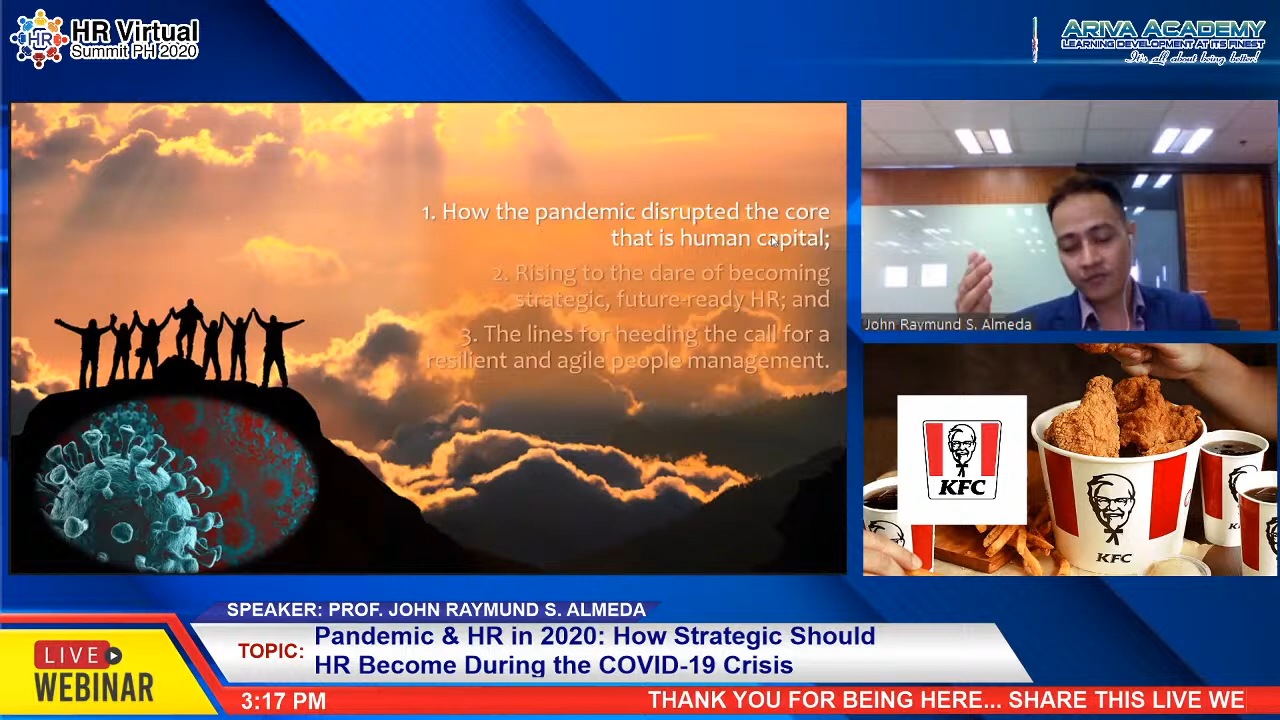 HR
HR Virtual
Summit PH 2020
ARIVA ACADEMY
LEARNING DEVELOPMENT AT ITS FINEST
It's all about being better!
1. How the pandemic disrupted the core
that is human capital;
2. Rising to the dare of becoming
strategic, future-ready HR; and
3. The lines for heeding the call for a
resilient and agile people management.
John Raymund S. Almeda
KFC
KFC
SPEAKER: PROF. JOHN RAYMUND S. ALMEDA
TOPIC:
Pandemic & HR in 2020: How Strategic Should
HR Become During the COVID-19 Crisis
LIVE
WEBINAR
3:17 PM
THANK YOU FOR BEING HERE... SHARE THIS LIVE WE